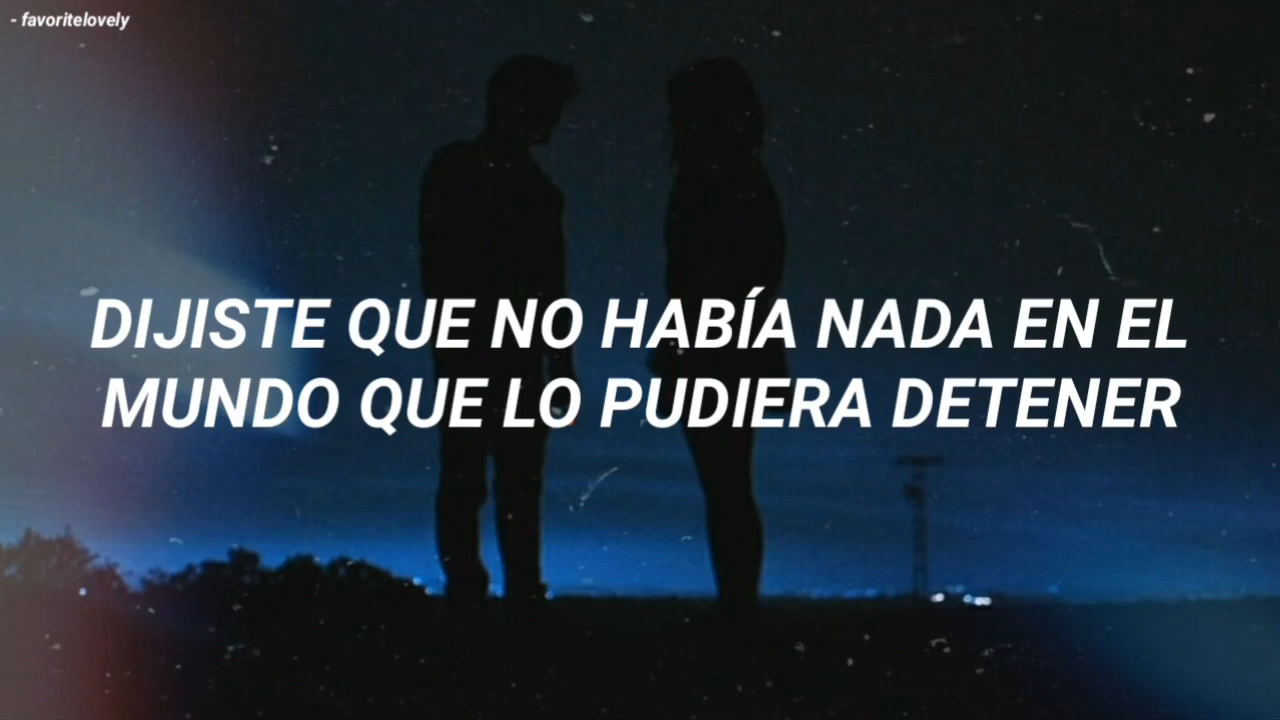 - favoritelovely
DIJISTE QUE NO HABÍA NADA EN EL
MUNDO QUE LO PUDIERA DETENER